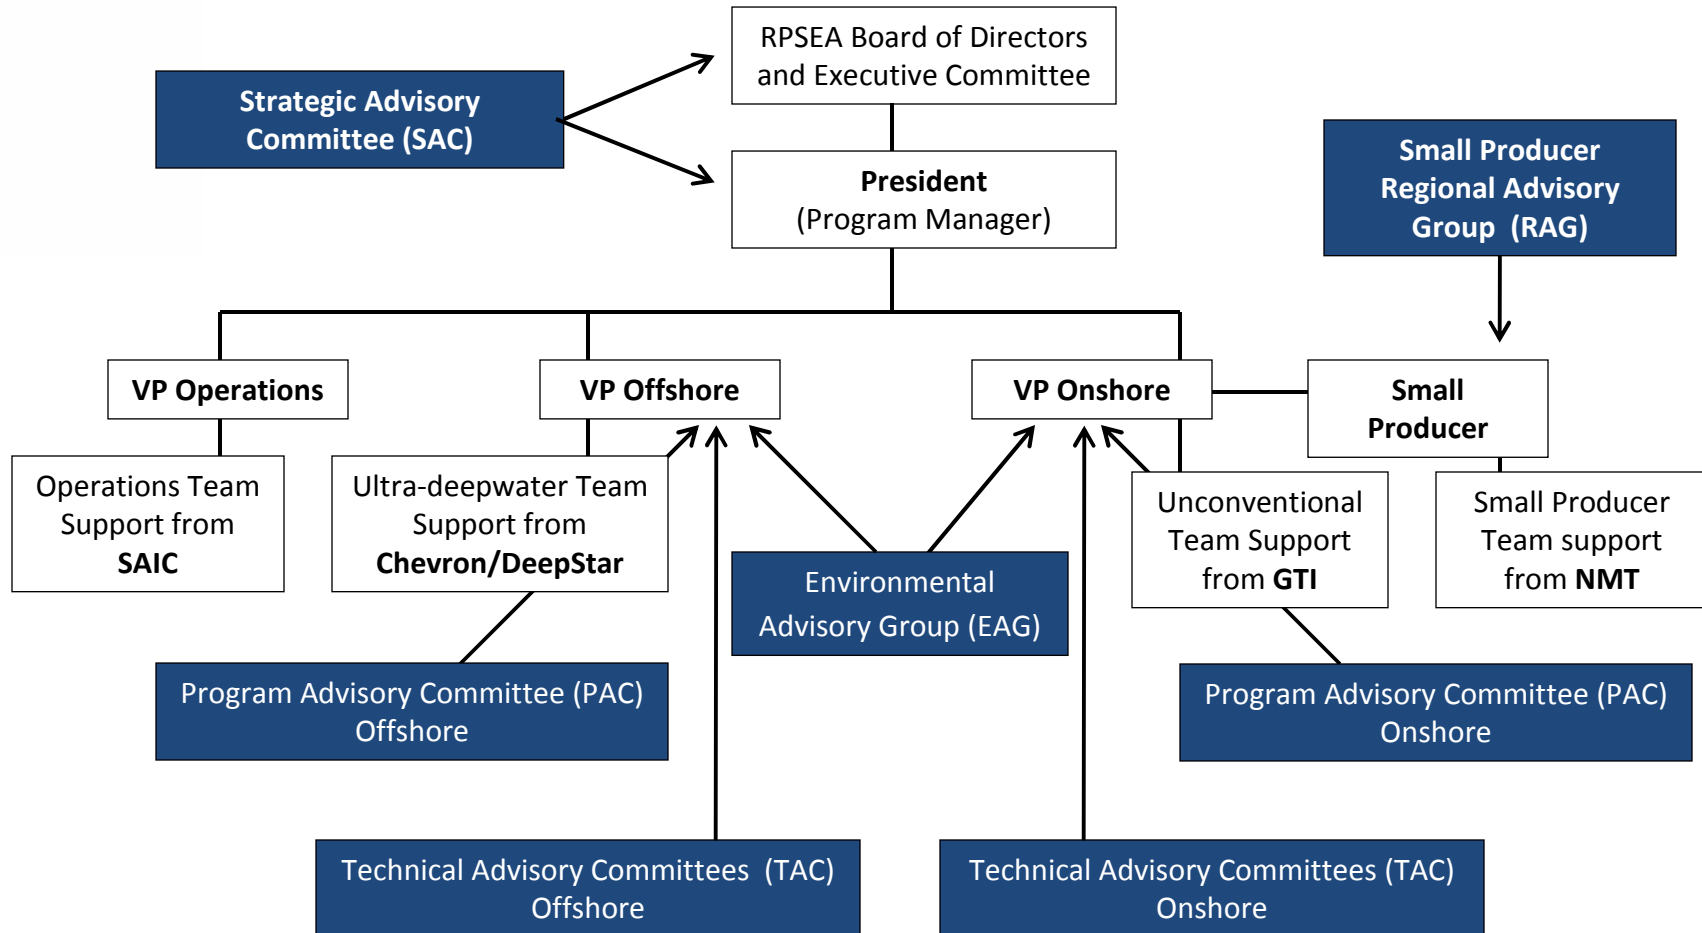 RPSEA Board of Directors
and Executive Committee
Strategic Advisory
Committee (SAC)
President
(Program Manager)
Small Producer
Regional Advisory
Group (RAG)
VP Operations
VP Offshore
VP Onshore
Small
Producer
Operations Team
Support from
SAIC
Ultra-deepwater Team
Support from
Chevron/DeepStar
Unconventional
Team Support
from GTI
Small Producer
Team support
from NMT
Environmental
Advisory Group (EAG)
Program Advisory Committee (PAC)
Offshore
Program Advisory Committee (PAC)
Onshore
Technical Advisory Committees (TAC)
Offshore
Technical Advisory Committees (TAC)
Onshore